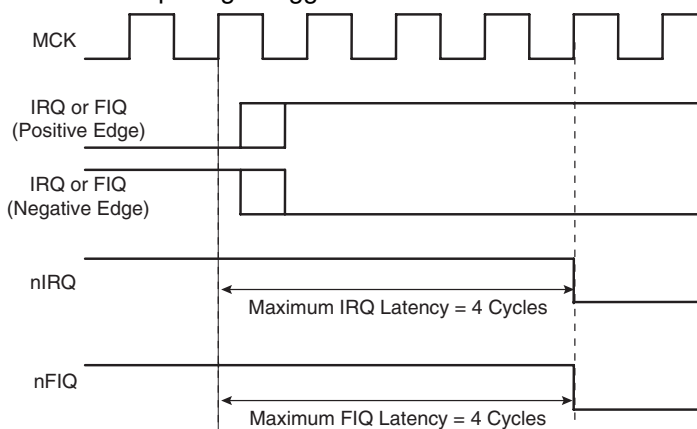 MCK
IRQ or FIQ
(Positive Edge)
IRQ or FIQ
(Negative Edge)
nIRQ
Maximum IRQ Latency = 4 Cycles
nFIQ
Maximum FIQ Latency = 4 Cycles